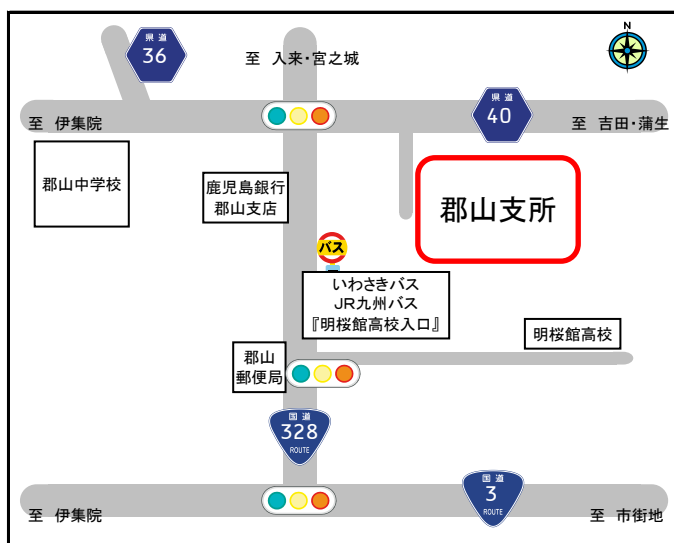 N
県道
36
至 入来・宮之城
県道
40
至 伊集院
至 吉田・蒲生
郡山中学校
鹿児島銀行
郡山支店
郡山支所
バス
いわさきバス
JR九州バス
『明桜館高校入口』
明桜館高校
郡山
郵便局
国道
328
ROUTE
国道
3
ROUTE
至 伊集院
至 市街地